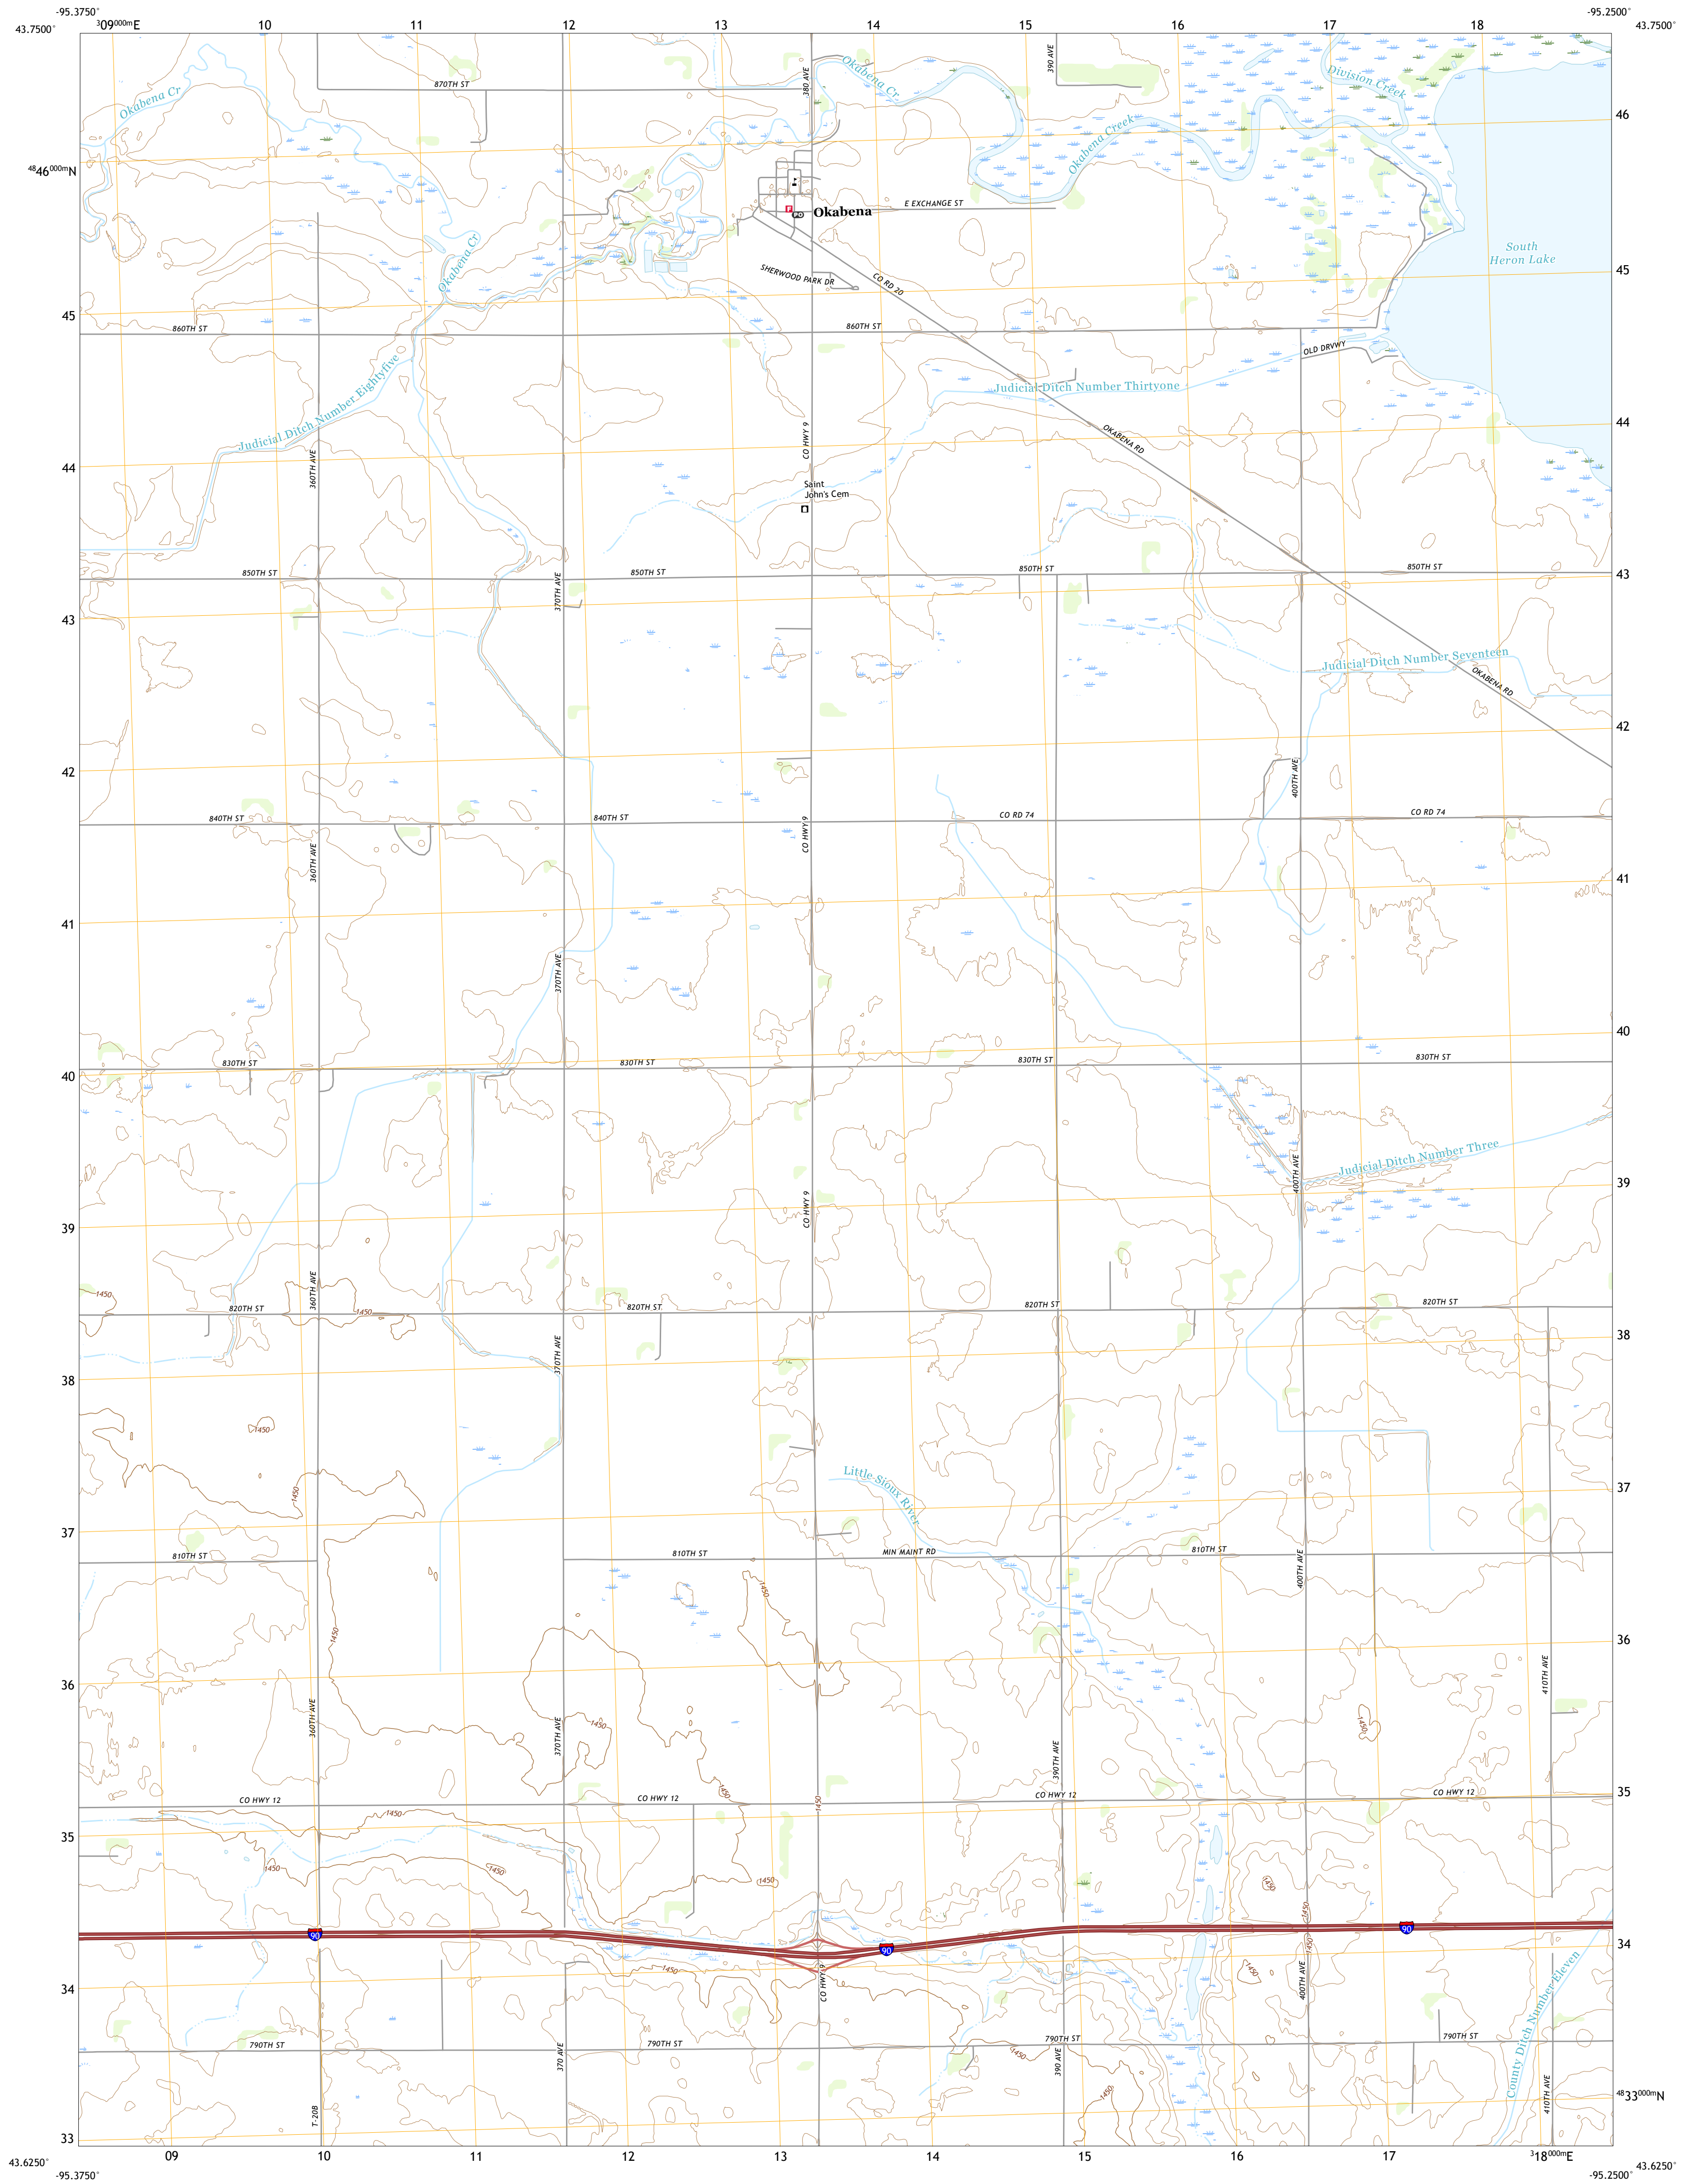 -95.3750°
-95.2500°
43.7500°
³09⁰⁰⁰ᵐE
10
11
12
13
14
15
16
17
18
43.7500°
390 AVE
380 AVE
Okabena Cr
Division Creek
870TH ST
Okabena Cr
46
Okabena Creek
⁴⁸46⁰⁰⁰ᵐN
E EXCHANGE ST
F
PO
Okabena
South
Heron Lake
Okabena Cr
SHERWOOD PARK DR
CO RD 20
45
45
860TH ST
860TH ST
OLD DRVWY
Judicial Ditch Number Eightyfive
Judicial Ditch Number Thirtyone
44
CO HWY 9
OKABENA RD
360TH AVE
44
Saint
John's Cem
850TH ST
850TH ST
850TH ST
850TH ST
43
370TH AVE
43
Judicial Ditch Number Seventeen
OKABENA RD
42
42
400TH AVE
840TH ST
840TH ST
CO HWY 9
CO RD 74
CO RD 74
360TH AVE
41
41
370TH AVE
40
830TH ST
830TH ST
830TH ST
830TH ST
40
Judicial Ditch Number Three
400TH AVE
39
CO HWY 9
39
1450
360TH AVE
820TH ST
1450
820TH ST
820TH ST
820TH ST
38
370TH AVE
38
1450
Little Sioux River
1450
37
37
810TH ST
810TH ST
MIN MAINT RD
810TH ST
400TH AVE
1450
1450
36
410TH AVE
36
360TH AVE
1450
370TH AVE
1450
390TH AVE
1450
35
CO HWY 12
CO HWY 12
CO HWY 12
CO HWY 12
1450
1450
35
1450
1450
1450
1450
1450
90
90
90
34
1450
1450
1450
CO HWY 9
400TH AVE
34
County Ditch Number Eleven
790TH ST
790TH ST
790TH ST
790TH ST
370 AVE
390 AVE
1450
1450
410TH AVE
⁴⁸33⁰⁰⁰ᵐN
T-20B
33
09
10
11
12
13
14
15
16
17
³18⁰⁰⁰ᵐE
43.6250°
43.6250°
-95.3750°
-95.2500°